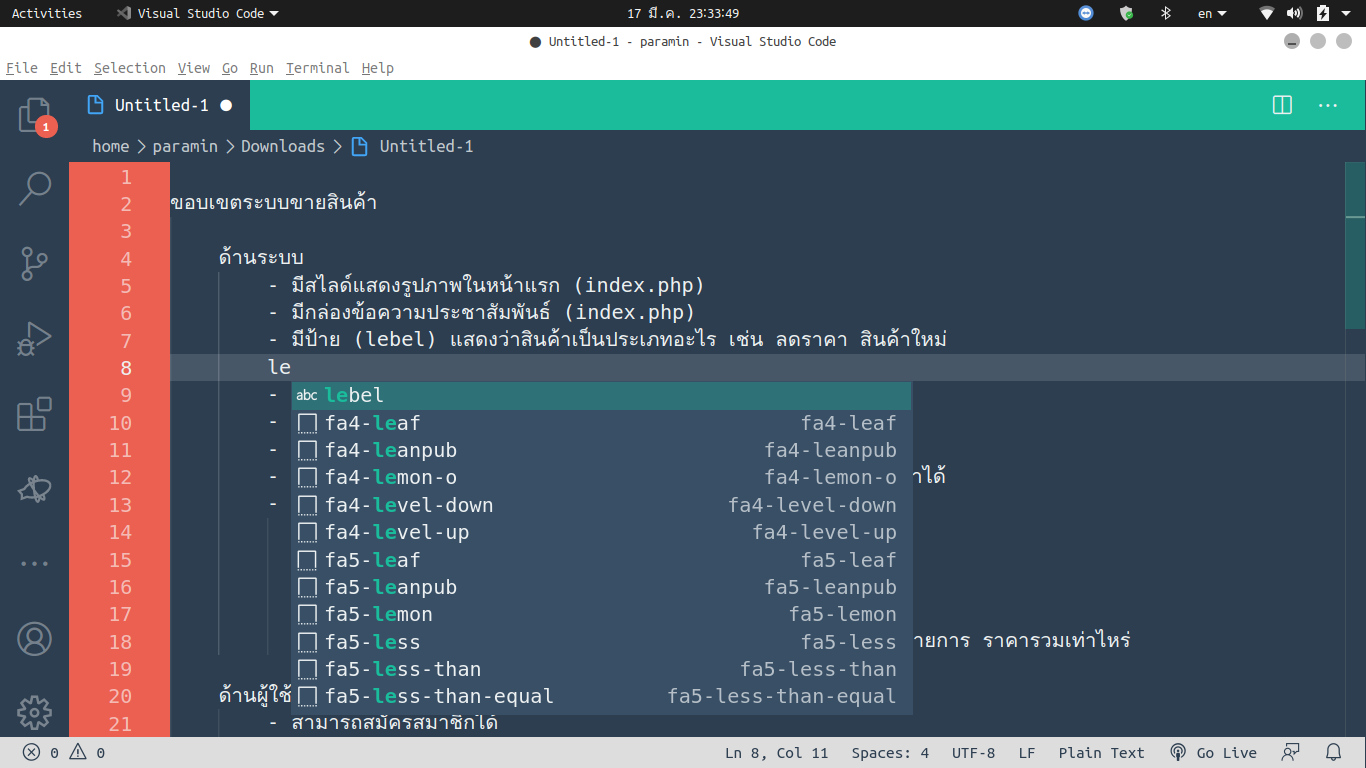 Activities Visual Studio Code 17 มี.ค. 23:33:49 en
Untitled-1 - paramin - Visual Studio Code
File Edit Selection View Go Run Terminal Help
1 Untitled-1
home paramin Downloads Untitled-1
1
2 ขอบเขตระบบขายสินค้า
3
4 ด้านระบบ
5 - มีสไลด์แสดงรูปภาพในหน้าแรก (index.php)
6 - มีกล่องข้อความประชาสัมพันธ์ (index.php)
7 - มีป้าย (lebel) แสดงว่าสินค้าเป็นประเภทอะไร เช่น ลดราคา สินค้าใหม่
8 le
9 - abc lebel
10 - fa4-leaf fa4-leaf
11 - fa4-leanpub fa4-leanpub
12 - fa4-lemon-o fa4-lemon-o าได้
13 - fa4-level-down fa4-level-down
14 fa4-level-up fa4-level-up
15 fa5-leaf fa5-leaf
16 fa5-leanpub fa5-leanpub
17 fa5-lemon fa5-lemon
18 fa5-less fa5-less ายการ ราคารวมเท่าไหร่
19 fa5-less-than fa5-less-than
20 ด้านผู้ใช้ fa5-less-than-equal fa5-less-than-equal
21 - สามารถสมัครสมาชิกได้
0 0 Ln 8, Col 11 Spaces: 4 UTF-8 LF Plain Text Go Live